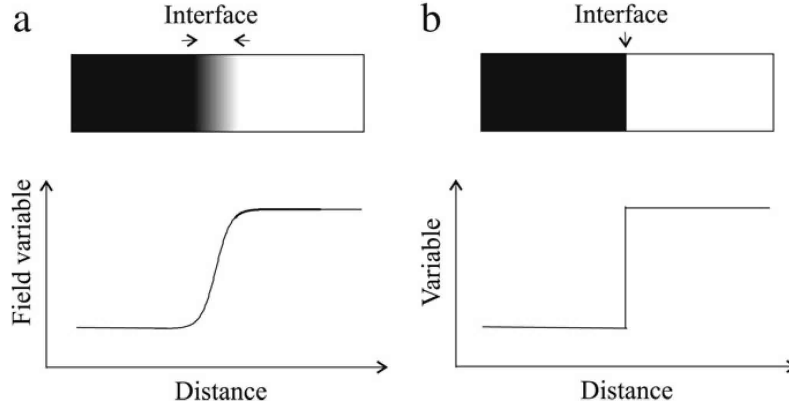 a
Interface
Field variable
Distance
b
Interface
Variable
Distance